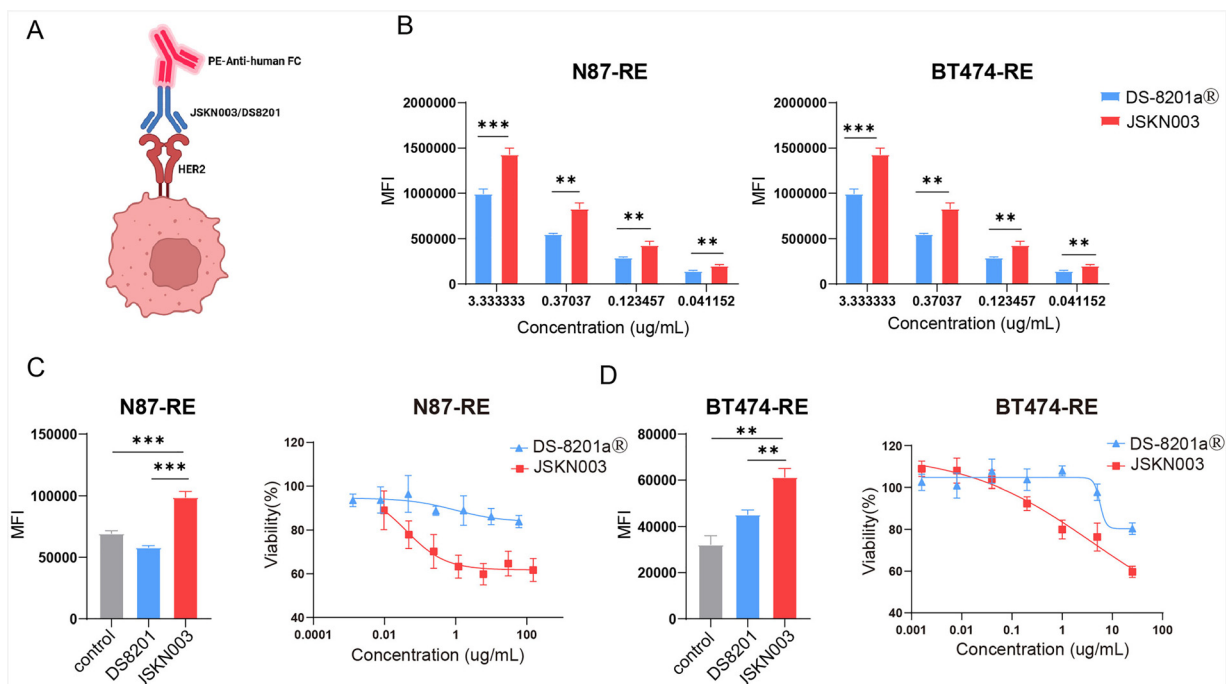 A
PE-Anti-human FC
JSKN003/DS8201
HER2
B
N87-RE
MFI
2000000
1500000
1000000
500000
0
***
**
**
**
3.333333 0.37037 0.123457 0.041152
Concentration (ug/mL)
BT474-RE
MFI
2000000
1500000
1000000
500000
0
***
**
**
**
3.333333 0.37037 0.123457 0.041152
Concentration (ug/mL)
DS-8201a®
JSKN003
C
N87-RE
MFI
150000
100000
50000
0
***
***
control
DS8201
JSKN003
N87-RE
Viability(%)
120
100
80
60
40
0.0001 0.01 1 100
Concentration (ug/mL)
DS-8201a®
JSKN003
D
BT474-RE
MFI
80000
60000
40000
20000
0
**
**
control
DS8201
JSKN003
BT474-RE
Viability(%)
120
100
80
60
40
0.001 0.01 0.1 1 10 100
Concentration (ug/mL)
DS-8201a®
JSKN003